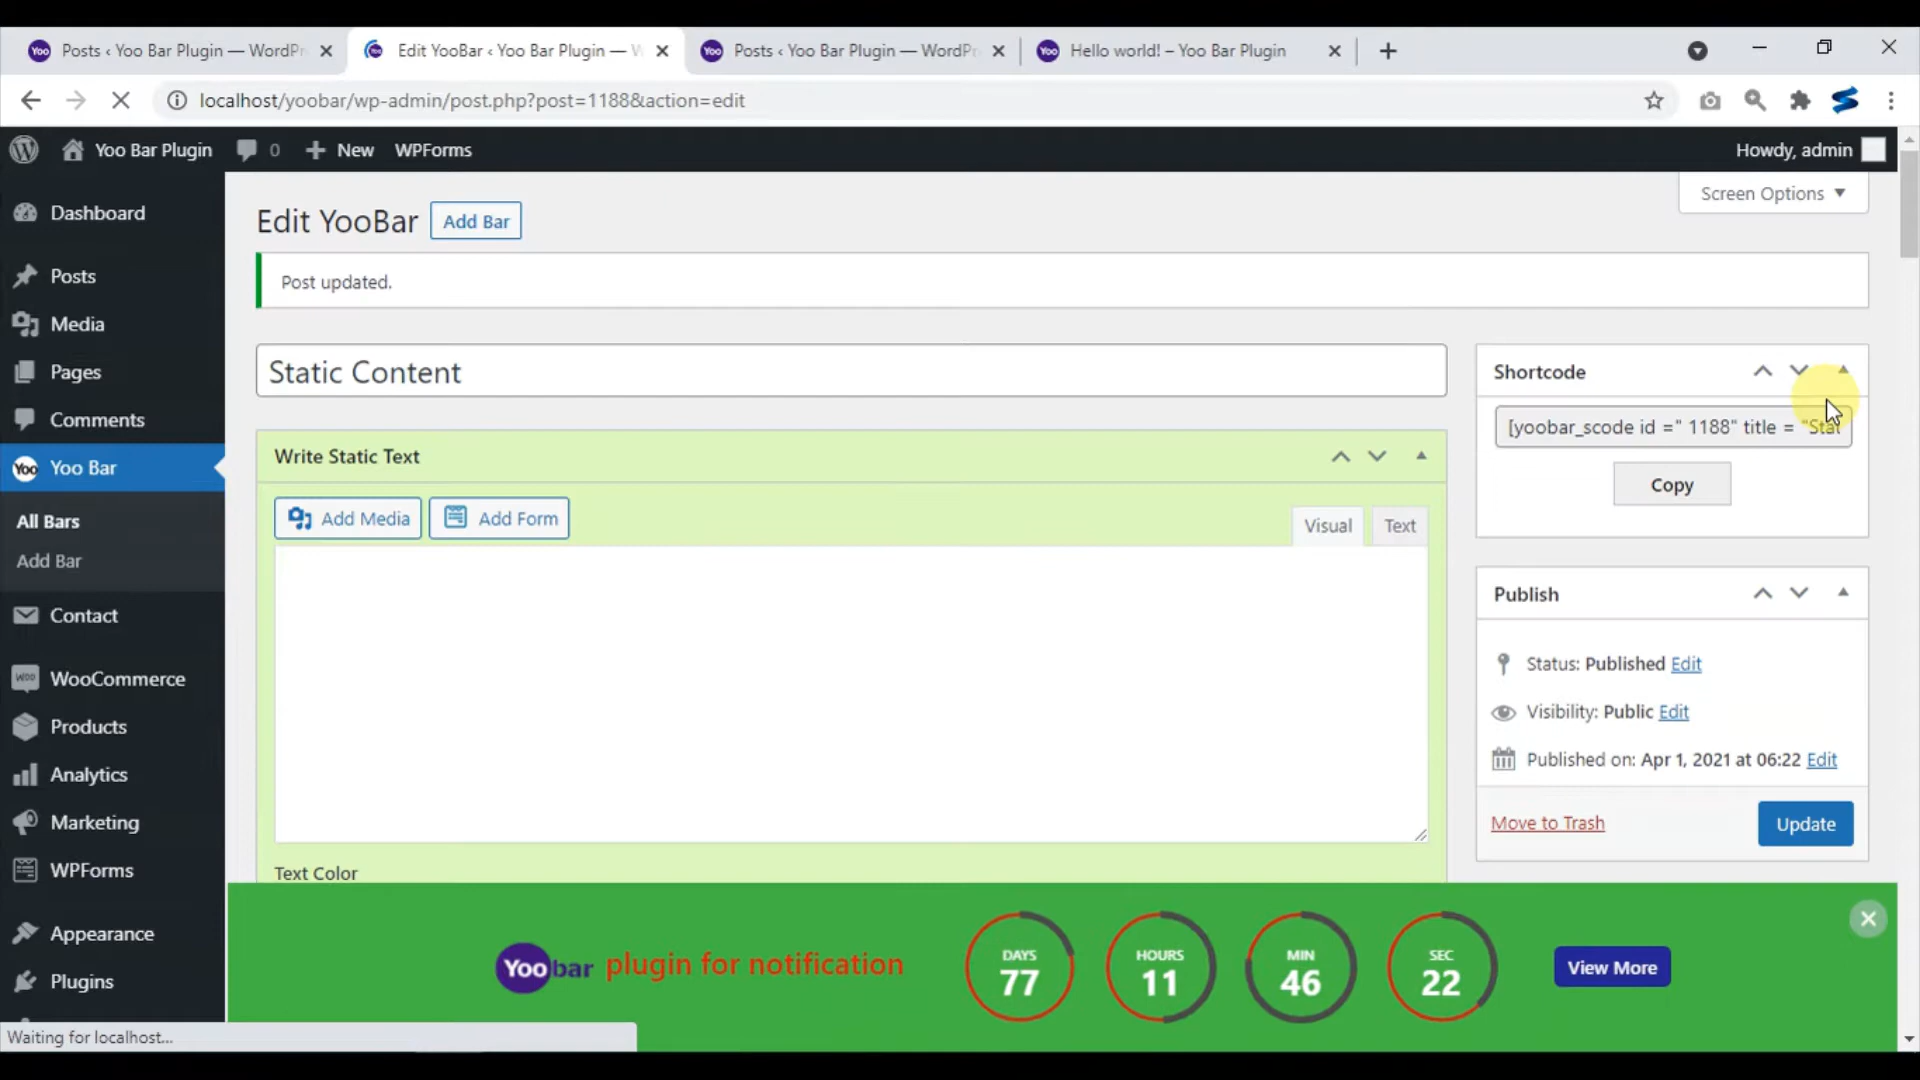 Posts ‹ Yoo Bar Plugin — WordPr
Edit YooBar ‹ Yoo Bar Plugin — W
Posts ‹ Yoo Bar Plugin — WordPr
Hello world! – Yoo Bar Plugin
localhost/yoobar/wp-admin/post.php?post=1188&action=edit
Yoo Bar Plugin
0
New
WPForms
Howdy, admin
Screen Options
Dashboard
Posts
Media
Pages
Comments
Yoo
Yoo Bar
All Bars
Add Bar
Contact
WooCommerce
Products
Analytics
Marketing
WPForms
Appearance
Plugins
Edit YooBar
Add Bar
Post updated.
Static Content
Write Static Text
Add Media
Add Form
Visual
Text
Text Color
Shortcode
[yoobar_scode id =" 1188" title = "Stat
Copy
Publish
Status: Published Edit
Visibility: Public Edit
Published on: Apr 1, 2021 at 06:22 Edit
Move to Trash
Update
Yoobar plugin for notification
DAYS
77
HOURS
11
MIN
46
SEC
22
View More
Waiting for localhost...